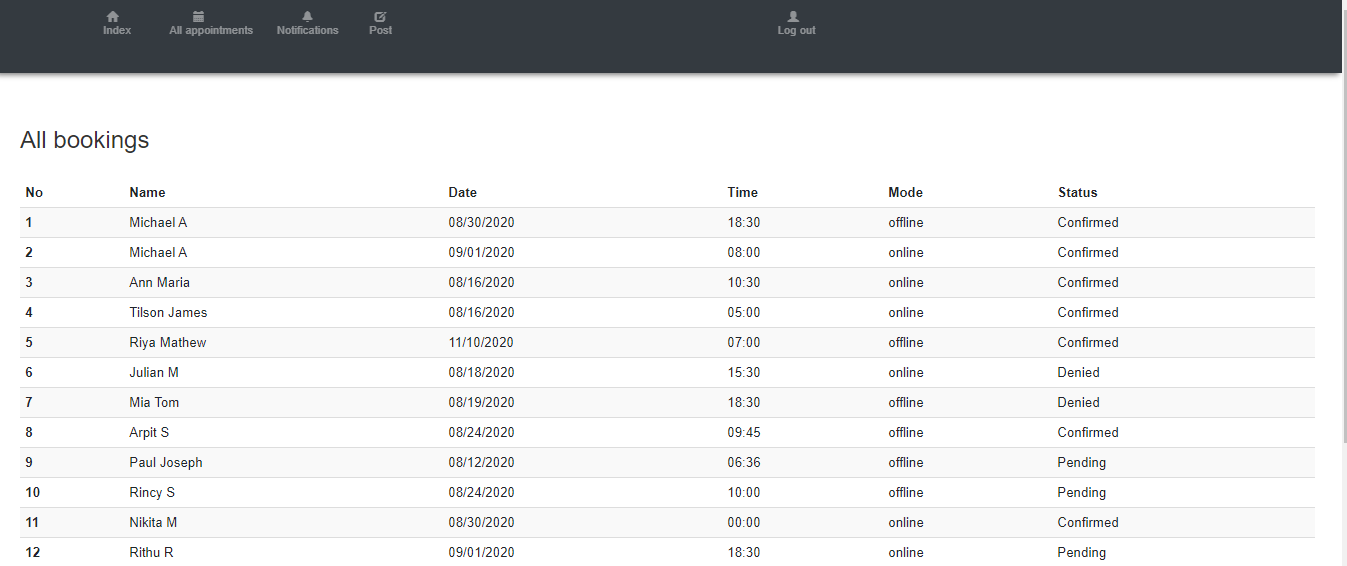 Index All appointments Notifications Post Log out
All bookings
No Name Date Time Mode Status
1 Michael A 08/30/2020 18:30 offline Confirmed
2 Michael A 09/01/2020 08:00 online Confirmed
3 Ann Maria 08/16/2020 10:30 online Confirmed
4 Tilson James 08/16/2020 05:00 online Confirmed
5 Riya Mathew 11/10/2020 07:00 offline Confirmed
6 Julian M 08/18/2020 15:30 online Denied
7 Mia Tom 08/19/2020 18:30 offline Denied
8 Arpit S 08/24/2020 09:45 offline Confirmed
9 Paul Joseph 08/12/2020 06:36 offline Pending
10 Rincy S 08/24/2020 10:00 offline Pending
11 Nikita M 08/30/2020 00:00 online Confirmed
12 Rithu R 09/01/2020 18:30 online Pending